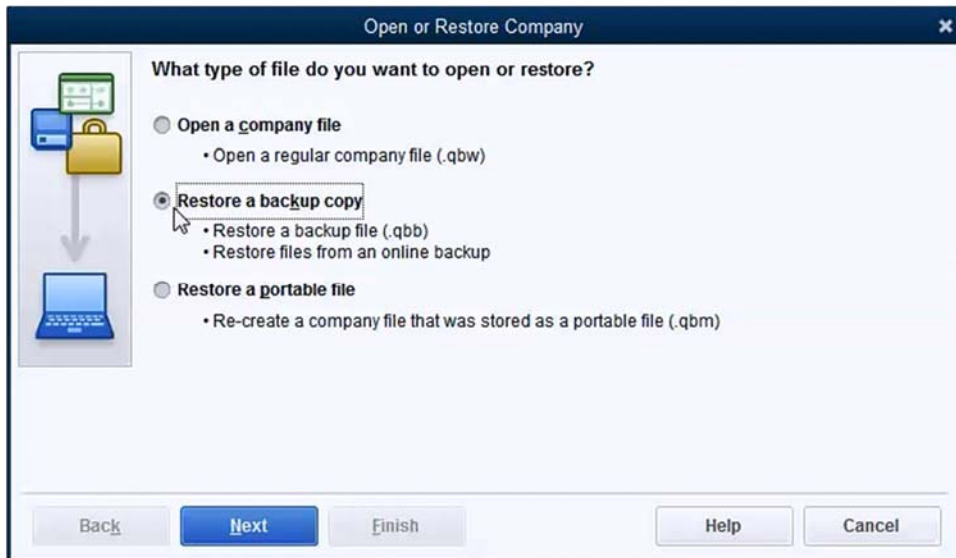 Open or Restore Company
What type of file do you want to open or restore?
Open a company file
• Open a regular company file (.qbw)
Restore a backup copy
• Restore a backup file (.qbb)
• Restore files from an online backup
Restore a portable file
• Re-create a company file that was stored as a portable file (.qbm)
Back
Next
Finish
Help
Cancel